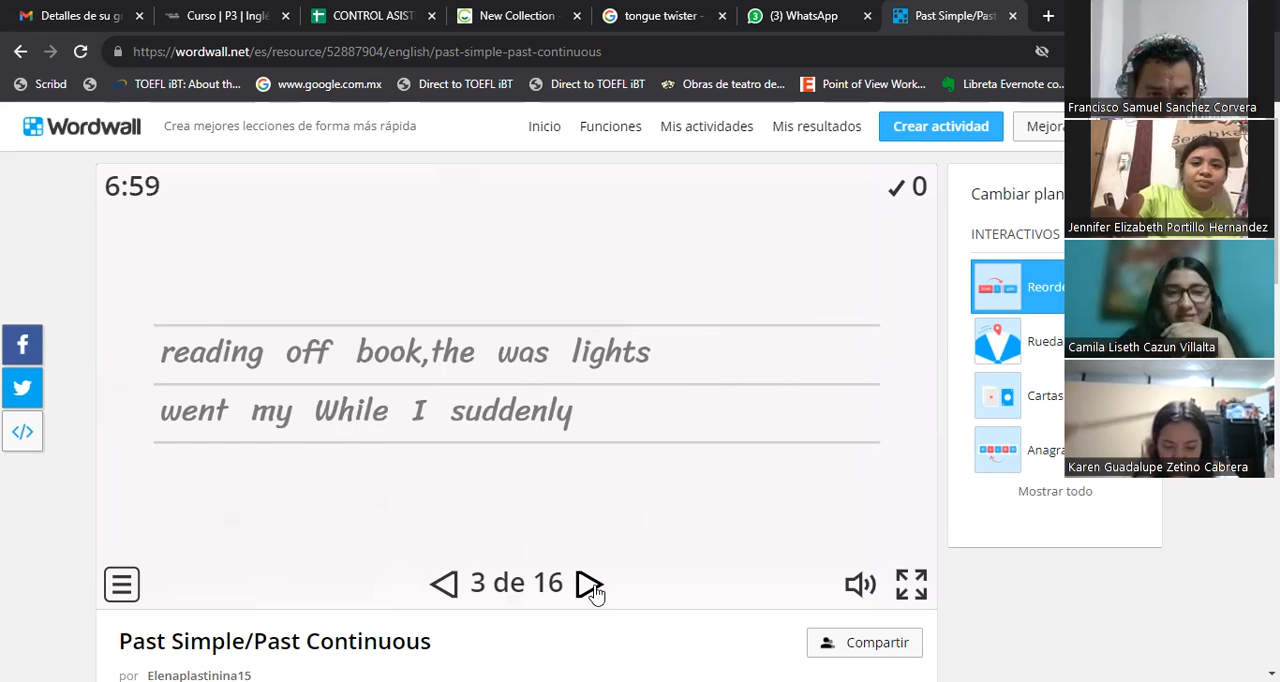 Detalles de su gr
Curso | P3 | Inglé
CONTROL ASIST
New Collection -
tongue twister -
(3) WhatsApp
Past Simple/Past
https://wordwall.net/es/resource/52887904/english/past-simple-past-continuous
Scribd
TOEFL iBT: About th...
www.google.com.mx
Direct to TOEFL iBT
Direct to TOEFL iBT
Obras de teatro de...
Point of View Work...
Libreta Evernote co...
Wordwall
Crea mejores lecciones de forma más rápida
Inicio
Funciones
Mis actividades
Mis resultados
Crear actividad
Mejora
6:59
✓ 0
reading off book,the was lights
went my While I suddenly
3 de 16
Past Simple/Past Continuous
por Elenaplastinina15
Compartir
Cambiar plan
INTERACTIVOS
Reorde
Rueda
Cartas
Anagra
Mostrar todo
Francisco Samuel Sanchez Corvera
Jennifer Elizabeth Portillo Hernandez
Camila Liseth Cazun Villalta
Karen Guadalupe Zetino Cabrera